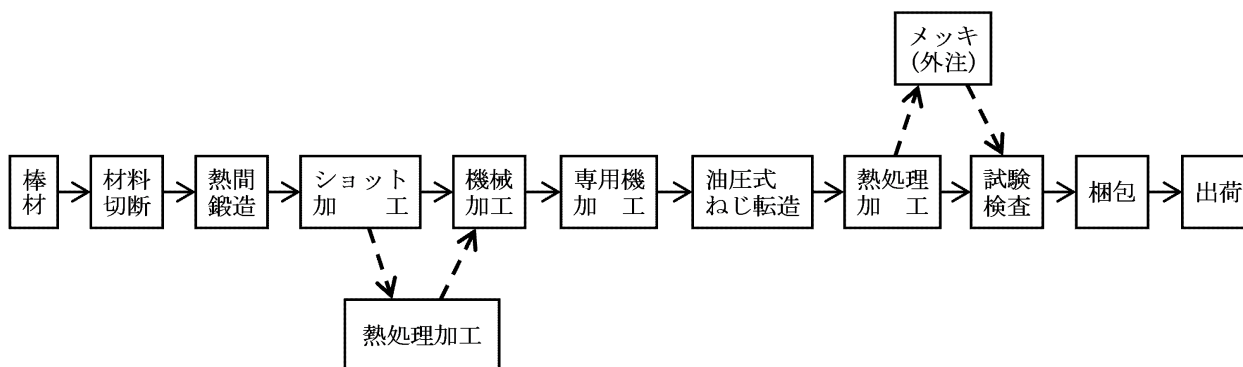 メッキ
(外注)
棒
材
材料
切断
熱間
鍛造
ショット
加　　工
機械
加工
専用機
加　工
油圧式
ねじ転造
熱処理
加　工
試験
検査
梱包
出荷
熱処理加工